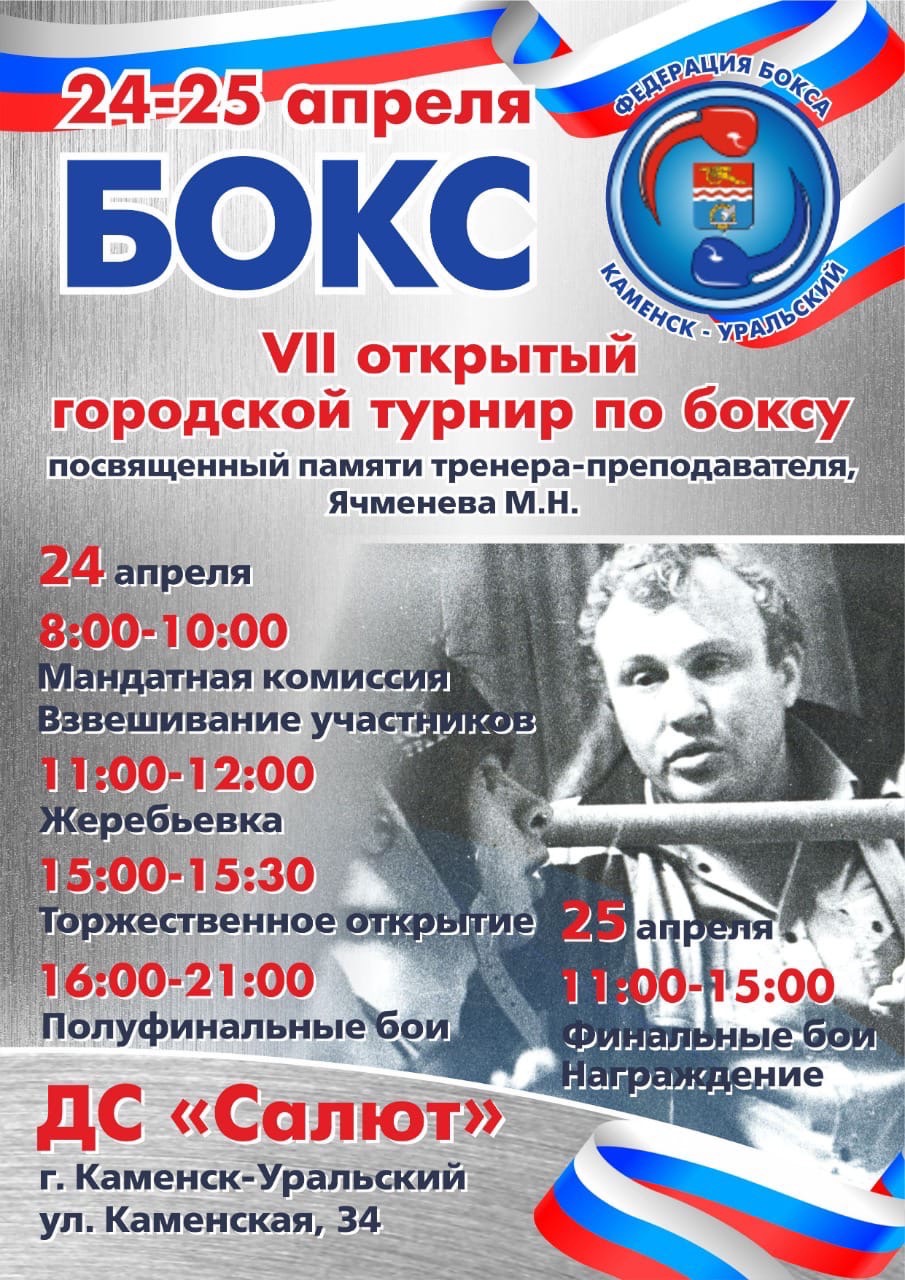 24-25 апреля
БОКС
ФЕДЕРАЦИЯ БОКСА
КАМЕНСК - УРАЛЬСКИЙ
VII открытый
городской турнир по боксу
посвященный памяти тренера-преподавателя,
Ячменева М.Н.
24 апреля
8:00-10:00
Мандатная комиссия
Взвешивание участников
11:00-12:00
Жеребьевка
15:00-15:30
Торжественное открытие
16:00-21:00
Полуфинальные бои
25 апреля
11:00-15:00
Финальные бои
Награждение
ДС «Салют»
г. Каменск-Уральский
ул. Каменская, 34